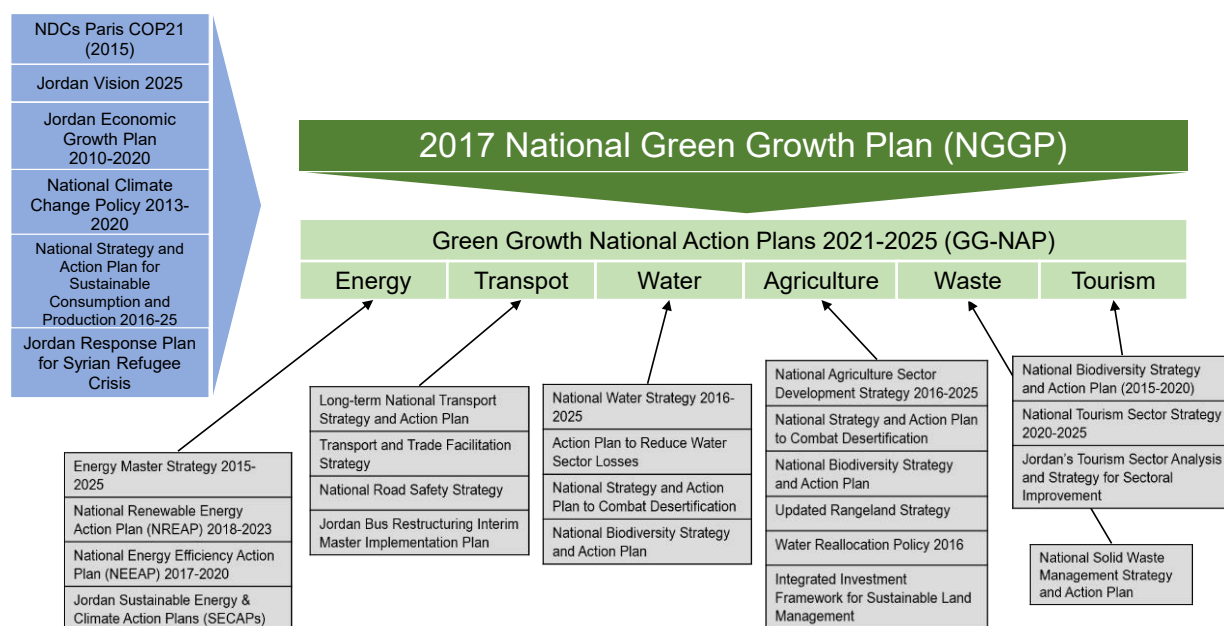 NDCs Paris COP21
(2015)
Jordan Vision 2025
Jordan Economic
Growth Plan
2010-2020
National Climate
Change Policy 2013-
2020
National Strategy and
Action Plan for
Sustainable
Consumption and
Production 2016-25
Jordan Response Plan
for Syrian Refugee
Crisis
2017 National Green Growth Plan (NGGP)
Green Growth National Action Plans 2021-2025 (GG-NAP)
Energy
Transpot
Water
Agriculture
Waste
Tourism
Energy Master Strategy 2015-
2025
National Renewable Energy
Action Plan (NREAP) 2018-2023
National Energy Efficiency Action
Plan (NEEAP) 2017-2020
Jordan Sustainable Energy &
Climate Action Plans (SECAPs)
Long-term National Transport
Strategy and Action Plan
Transport and Trade Facilitation
Strategy
National Road Safety Strategy
Jordan Bus Restructuring Interim
Master Implementation Plan
National Water Strategy 2016-
2025
Action Plan to Reduce Water
Sector Losses
National Strategy and Action
Plan to Combat Desertification
National Biodiversity Strategy
and Action Plan
National Agriculture Sector
Development Strategy 2016-2025
National Strategy and Action Plan
to Combat Desertification
National Biodiversity Strategy
and Action Plan
Updated Rangeland Strategy
Water Reallocation Policy 2016
Integrated Investment
Framework for Sustainable Land
Management
National Biodiversity Strategy
and Action Plan (2015-2020)
National Tourism Sector Strategy
2020-2025
Jordan's Tourism Sector Analysis
and Strategy for Sectoral
Improvement
National Solid Waste
Management Strategy
and Action Plan